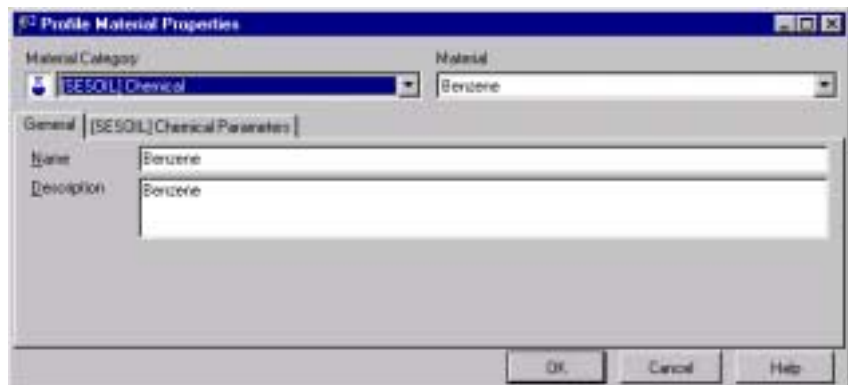 Profile Material Properties
Material Category
Material
[SESOIL] Chemical
Benzene
General
[SESOIL] Chemical Parameters
Name
Benzene
Description
Benzene
OK
Cancel
Help